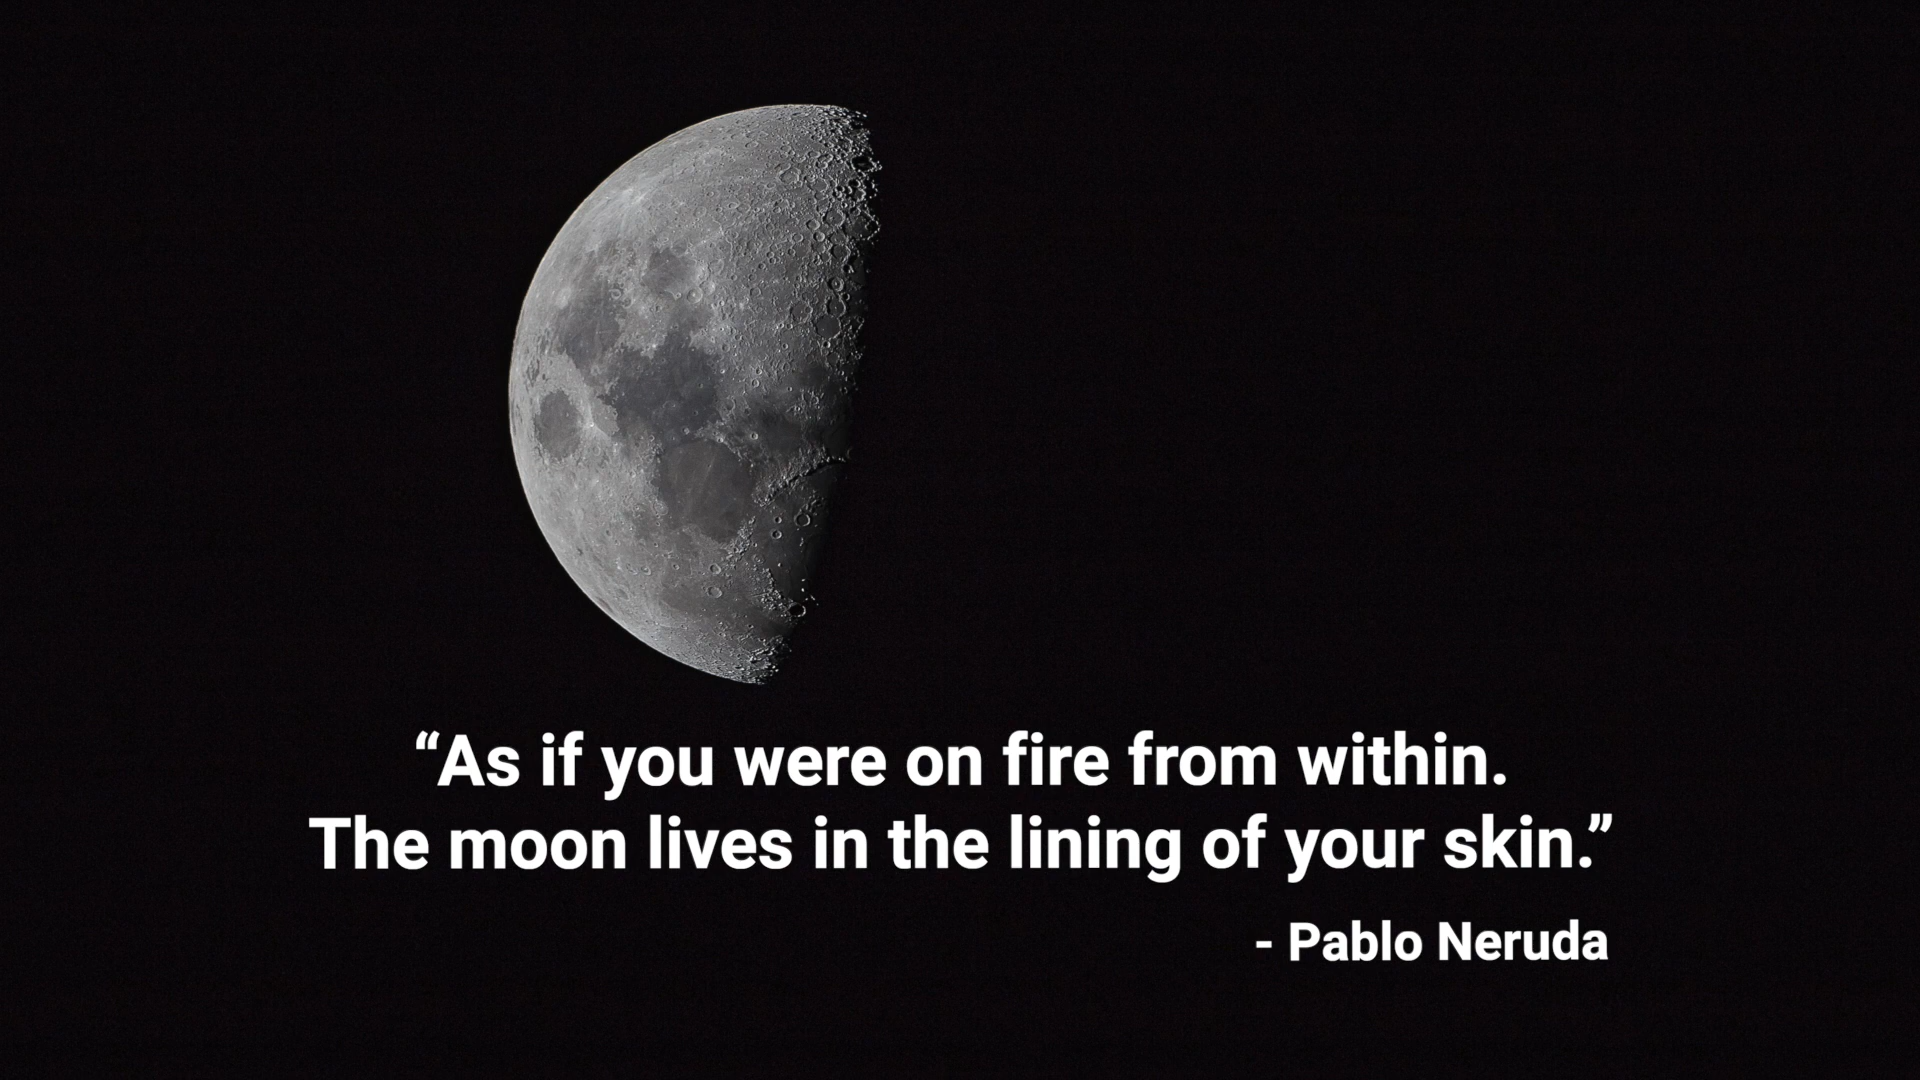 “As if you were on fire from within.
The moon lives in the lining of your skin.”
- Pablo Neruda